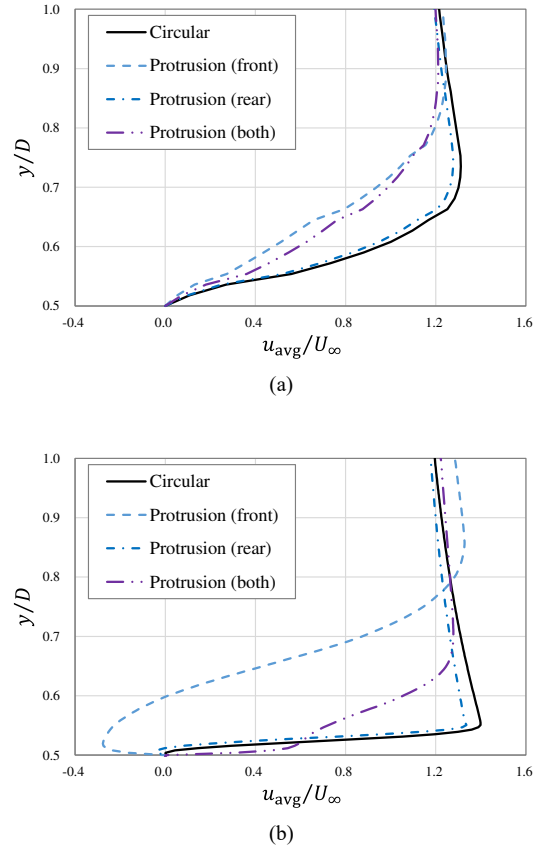 1.0
0.9
0.8
0.7
0.6
0.5
y/D
Circular
Protrusion (front)
Protrusion (rear)
Protrusion (both)
-0.4 0.0 0.4 0.8 1.2 1.6
u_avg/U_∞
(a)
1.0
0.9
0.8
0.7
0.6
0.5
y/D
Circular
Protrusion (front)
Protrusion (rear)
Protrusion (both)
-0.4 0.0 0.4 0.8 1.2 1.6
u_avg/U_∞
(b)